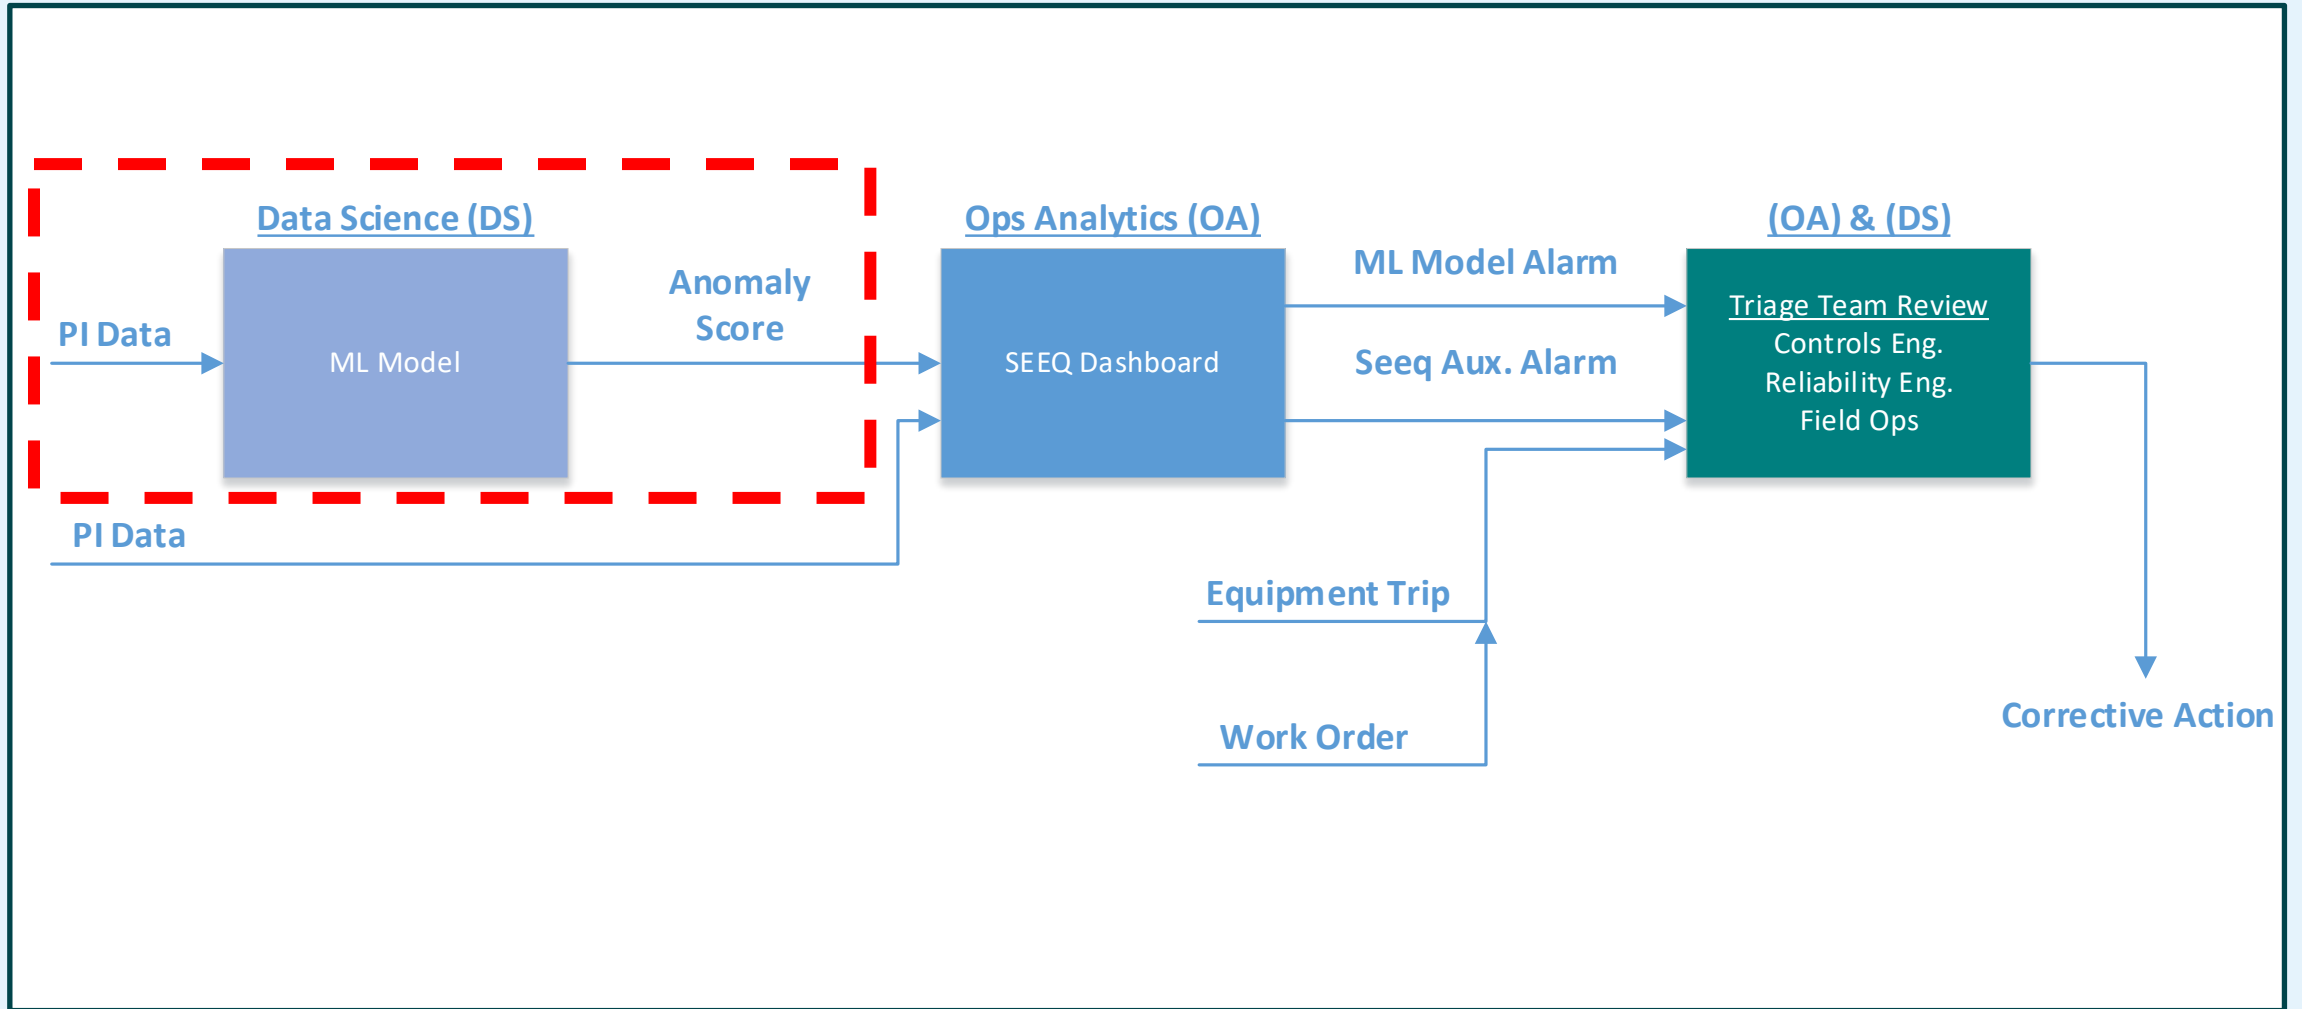 Data Science (DS)
PI Data
ML Model
Anomaly
Score
PI Data
Ops Analytics (OA)
SEEQ Dashboard
ML Model Alarm
Seeq Aux. Alarm
Equipment Trip
Work Order
(OA) & (DS)
Triage Team Review
Controls Eng.
Reliability Eng.
Field Ops
Corrective Action